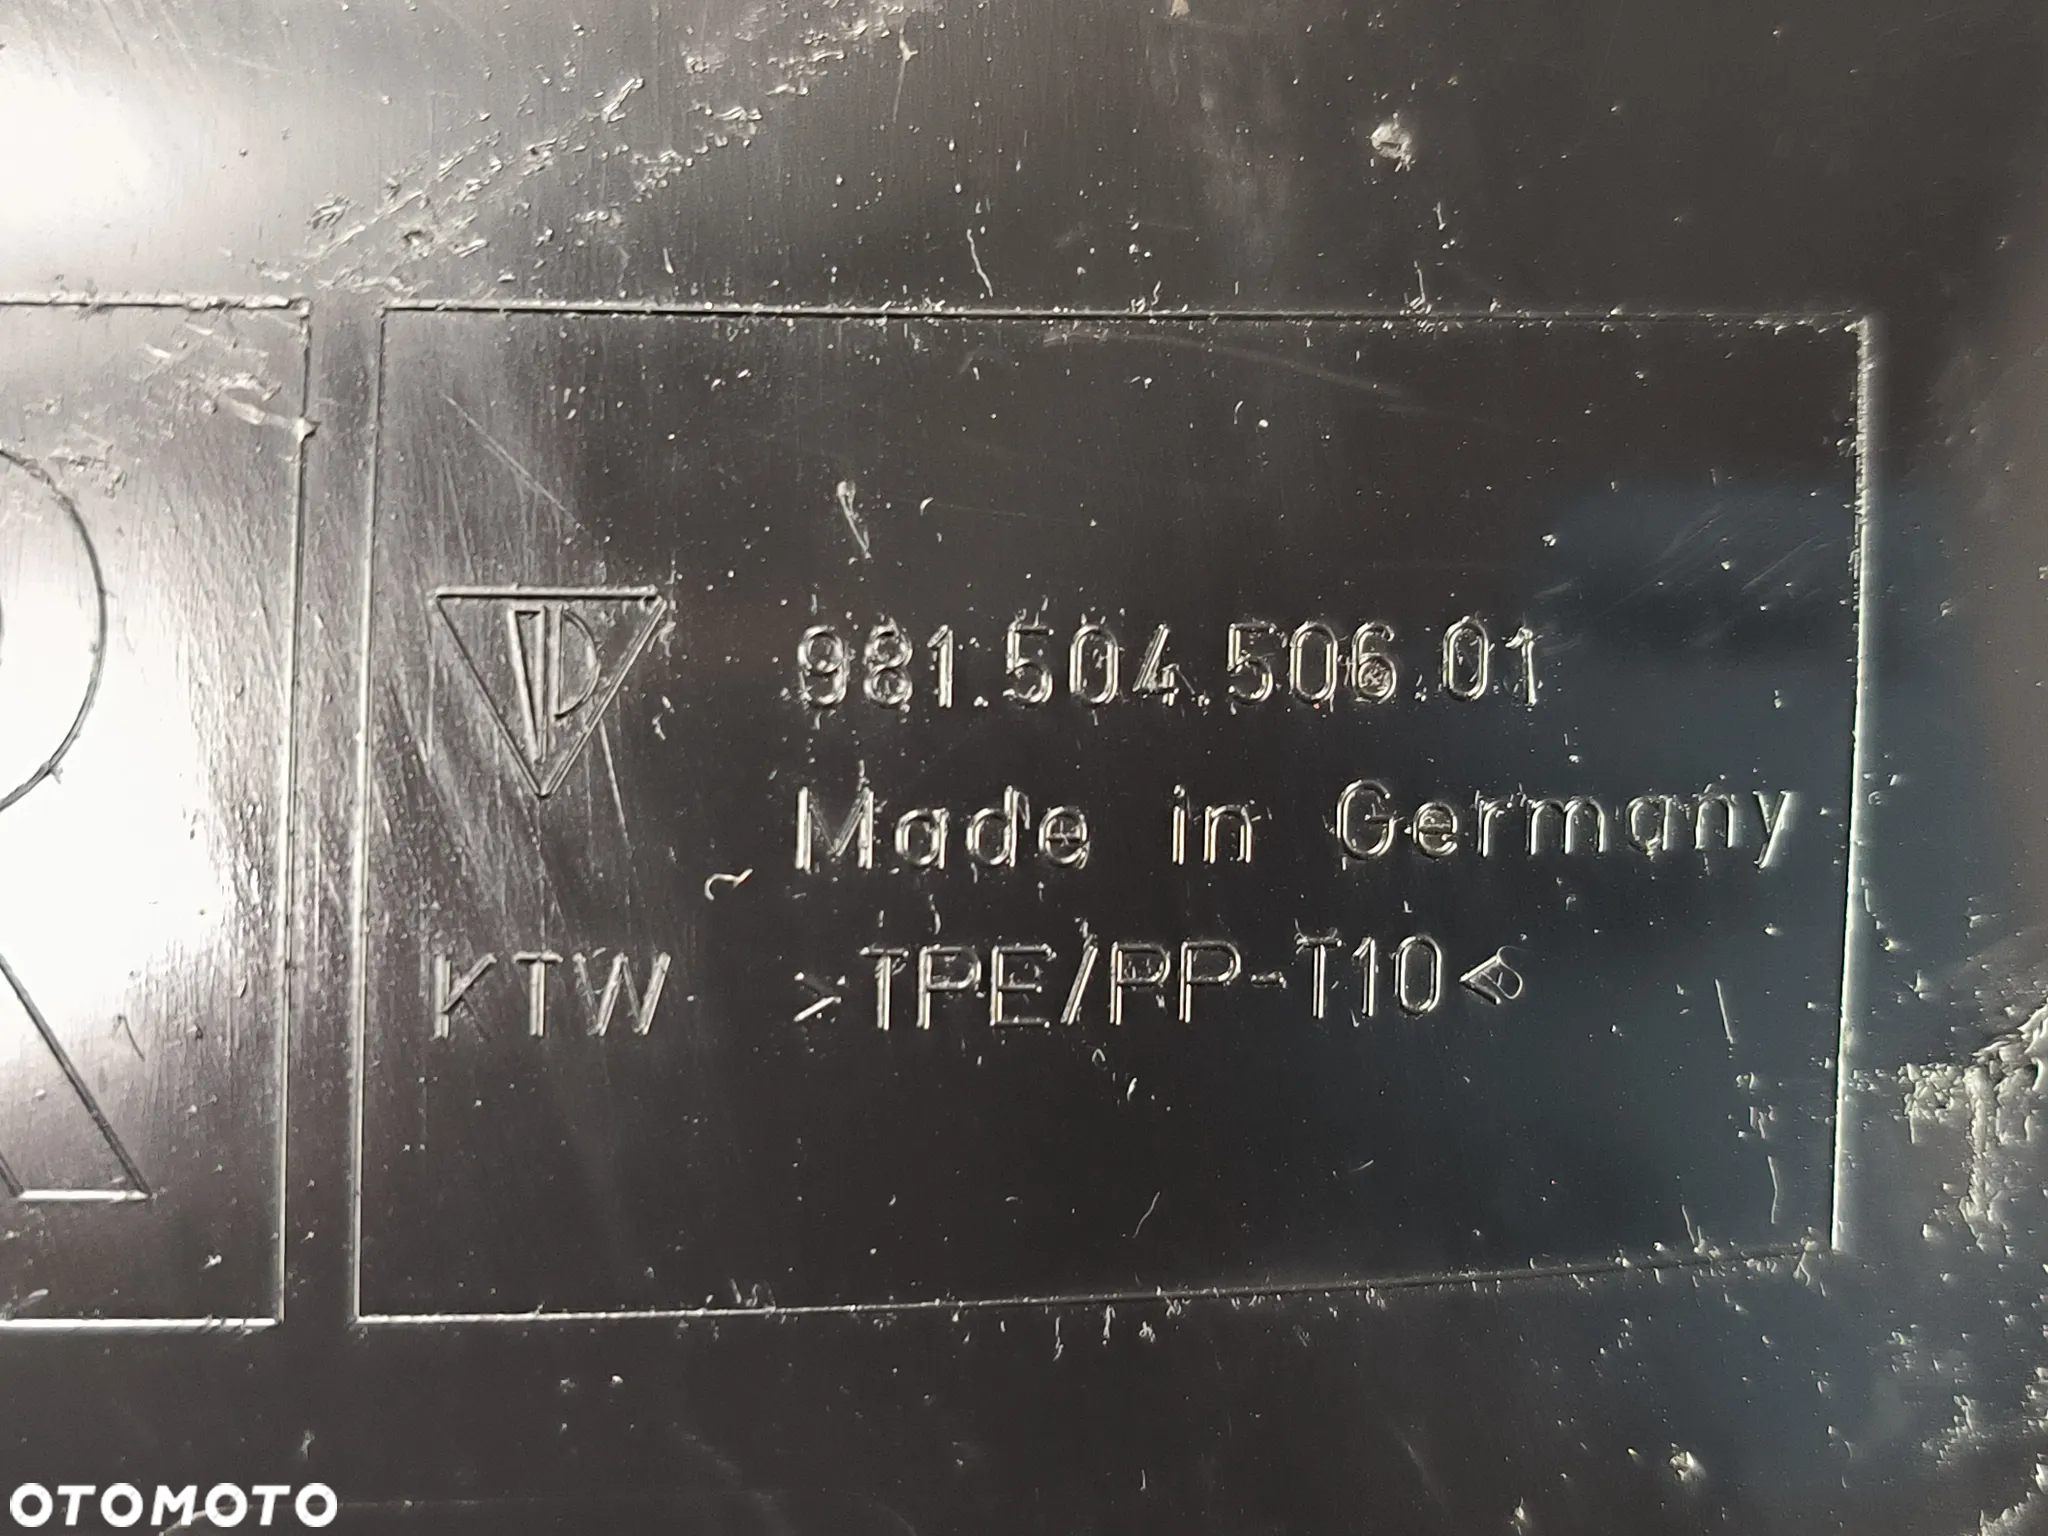 R
981.504.506.01
Made in Germany
KTW >TPE/PP-T10<
OTOMOTO